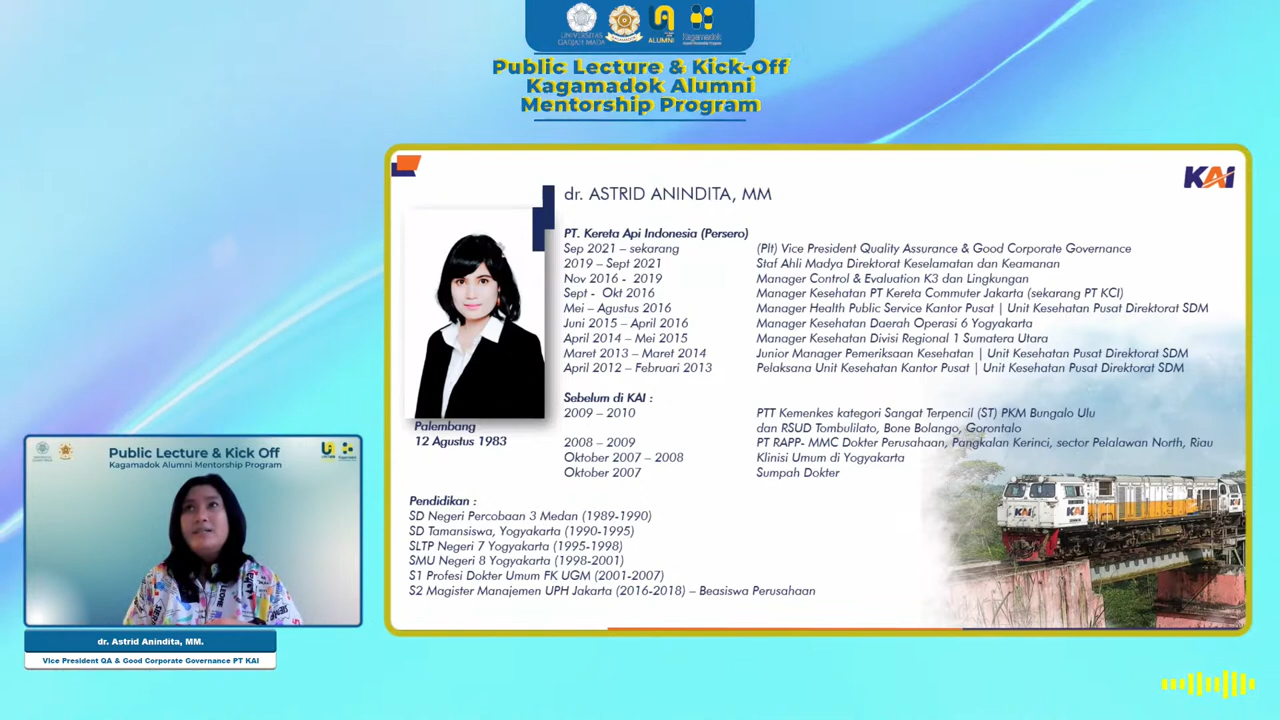 UNIVERSITAS
GADJAH MADA
KAGAMADOK
ALUMNI
Kagamadok
Public Lecture & Kick-Off
Kagamadok Alumni
Mentorship Program
KAI
dr. ASTRID ANINDITA, MM
PT. Kereta Api Indonesia (Persero)
Sep 2021 – sekarang (Plt) Vice President Quality Assurance & Good Corporate Governance
2019 – Sept 2021 Staf Ahli Madya Direktorat Keselamatan dan Keamanan
Nov 2016 - 2019 Manager Control & Evaluation K3 dan Lingkungan
Sept - Okt 2016 Manager Kesehatan PT Kereta Commuter Jakarta (sekarang PT KCI)
Mei – Agustus 2016 Manager Health Public Service Kantor Pusat | Unit Kesehatan Pusat Direktorat SDM
Juni 2015 – April 2016 Manager Kesehatan Daerah Operasi 6 Yogyakarta
April 2014 – Mei 2015 Manager Kesehatan Divisi Regional 1 Sumatera Utara
Maret 2013 – Maret 2014 Junior Manager Pemeriksaan Kesehatan | Unit Kesehatan Pusat Direktorat SDM
April 2012 – Februari 2013 Pelaksana Unit Kesehatan Kantor Pusat | Unit Kesehatan Pusat Direktorat SDM
Sebelum di KAI :
2009 – 2010 PTT Kemenkes kategori Sangat Terpencil (ST) PKM Bungalo Ulu
dan RSUD Tombulilato, Bone Bolango, Gorontalo
2008 – 2009 PT RAPP- MMC Dokter Perusahaan, Pangkalan Kerinci, sector Pelalawan North, Riau
Oktober 2007 – 2008 Klinisi Umum di Yogyakarta
Oktober 2007 Sumpah Dokter
Palembang
12 Agustus 1983
Pendidikan :
SD Negeri Percobaan 3 Medan (1989-1990)
SD Tamansiswa, Yogyakarta (1990-1995)
SLTP Negeri 7 Yogyakarta (1995-1998)
SMU Negeri 8 Yogyakarta (1998-2001)
S1 Profesi Dokter Umum FK UGM (2001-2007)
S2 Magister Manajemen UPH Jakarta (2016-2018) – Beasiswa Perusahaan
KAI
KAI
Public Lecture & Kick Off
Kagamadok Alumni Mentorship Program
dr. Astrid Anindita, MM.
Vice President QA & Good Corporate Governance PT KAI